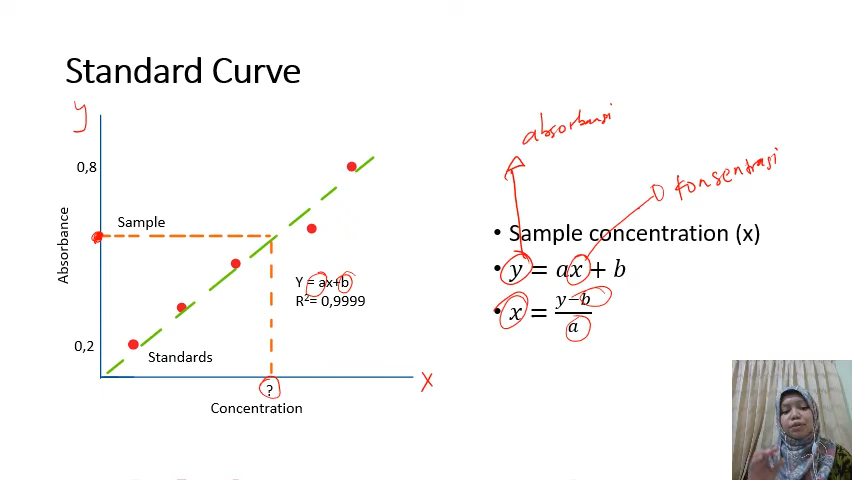 Standard Curve
y
absorbansi
0,8
konsentrasi
Sample
Absorbance
• Sample concentration (x)
• y = ax + b
Y = ax+b
R²= 0,9999
• x = y−b
a
0,2
Standards
?
x
Concentration